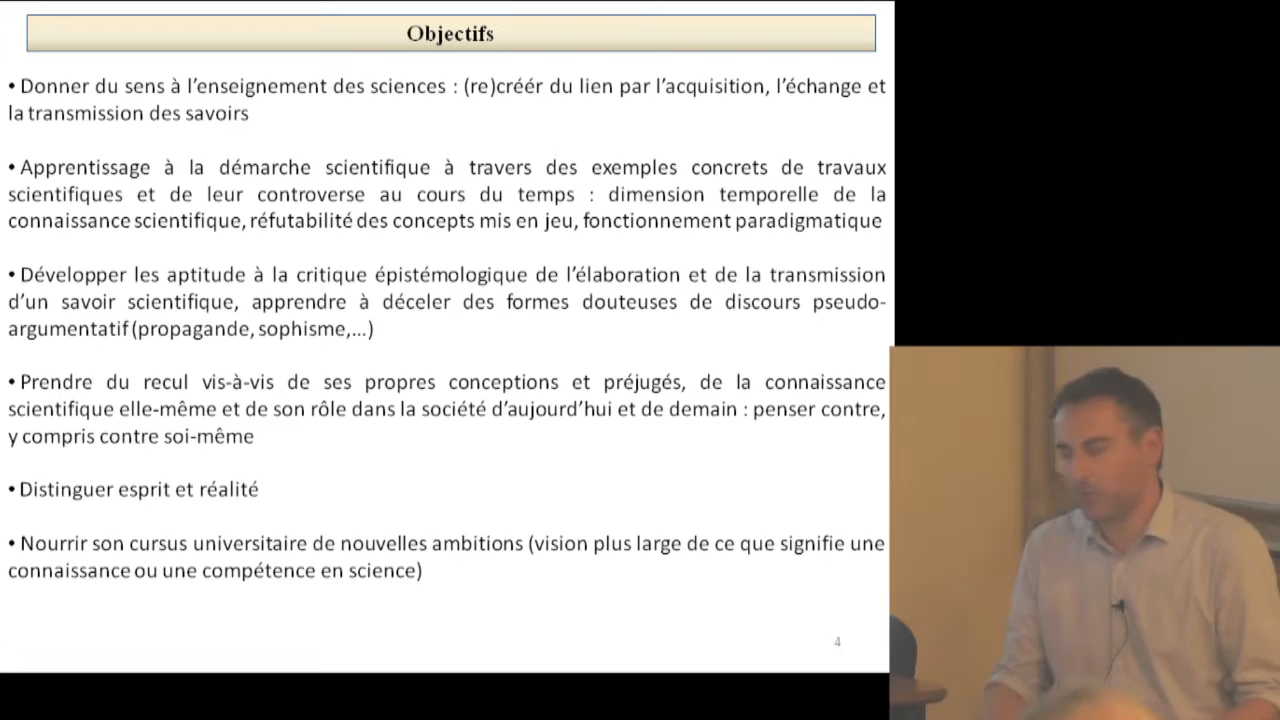 Objectifs
• Donner du sens à l’enseignement des sciences : (re)créér du lien par l’acquisition, l’échange et
la transmission des savoirs
• Apprentissage à la démarche scientifique à travers des exemples concrets de travaux
scientifiques et de leur controverse au cours du temps : dimension temporelle de la
connaissance scientifique, réfutabilité des concepts mis en jeu, fonctionnement paradigmatique
• Développer les aptitude à la critique épistémologique de l’élaboration et de la transmission
d’un savoir scientifique, apprendre à déceler des formes douteuses de discours pseudo-
argumentatif (propagande, sophisme,...)
• Prendre du recul vis-à-vis de ses propres conceptions et préjugés, de la connaissance
scientifique elle-même et de son rôle dans la société d’aujourd’hui et de demain : penser contre,
y compris contre soi-même
• Distinguer esprit et réalité
• Nourrir son cursus universitaire de nouvelles ambitions (vision plus large de ce que signifie une
connaissance ou une compétence en science)
4